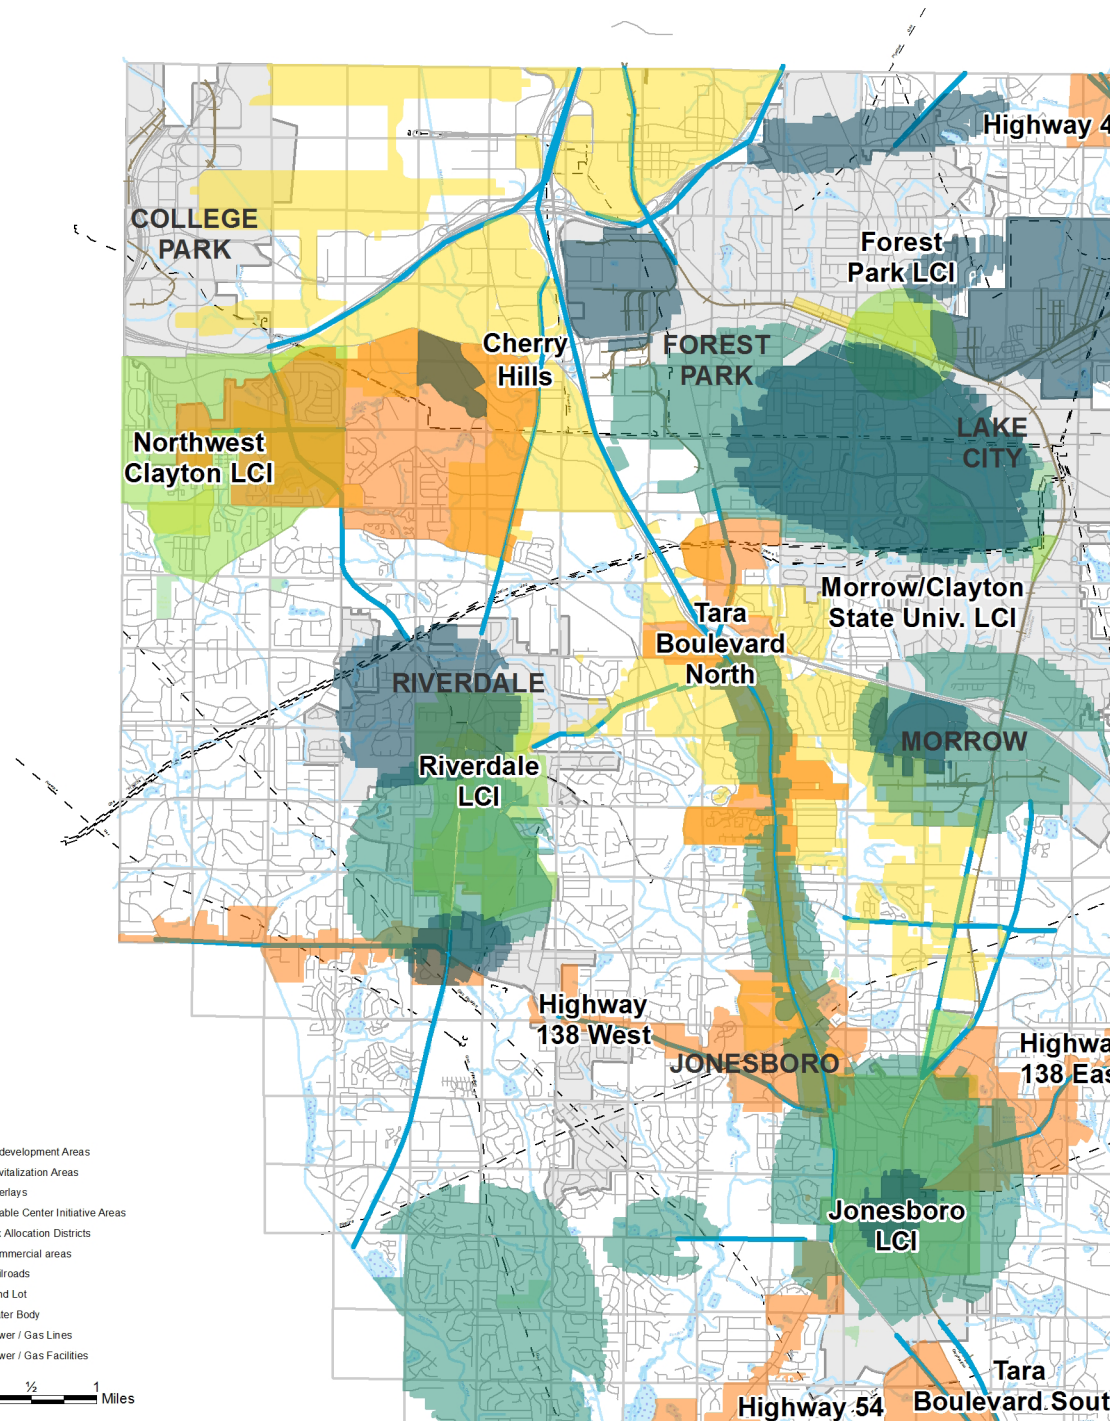 Highway 4
COLLEGE
PARK
Forest
Park LCI
Cherry
Hills
FOREST
PARK
LAKE
CITY
Northwest
Clayton LCI
Morrow/Clayton
State Univ. LCI
Tara
Boulevard
North
RIVERDALE
MORROW
Riverdale
LCI
Highway
138 West
JONESBORO
Highwa
138 Eas
Jonesboro
LCI
Tara
Boulevard Sout
Highway 54
development Areas
vitalization Areas
erlays
able Center Initiative Areas
x Allocation Districts
mmercial areas
ilroads
nd Lot
ater Body
wer / Gas Lines
wer / Gas Facilities
½ 1
Miles